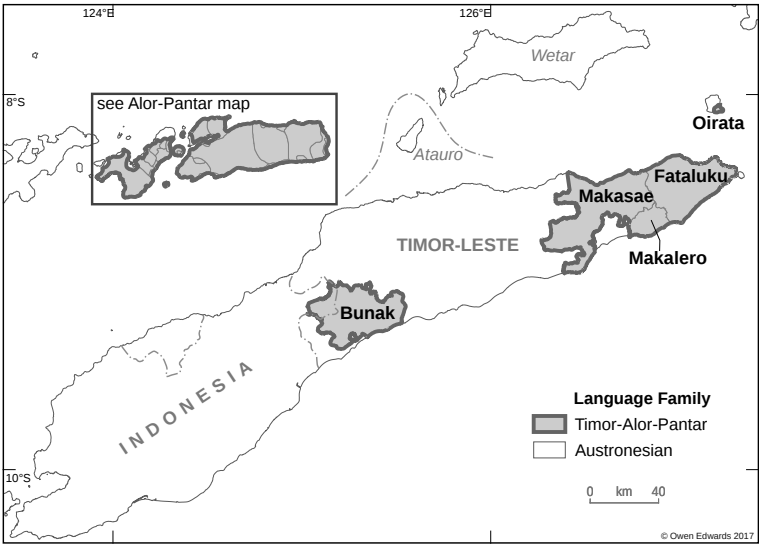 124°E
126°E
Wetar
8°S
see Alor-Pantar map
Oirata
Atauro
Fataluku
Makasae
TIMOR-LESTE
Makalero
Bunak
INDONESIA
Language Family
Timor-Alor-Pantar
Austronesian
10°S
0 km 40
© Owen Edwards 2017